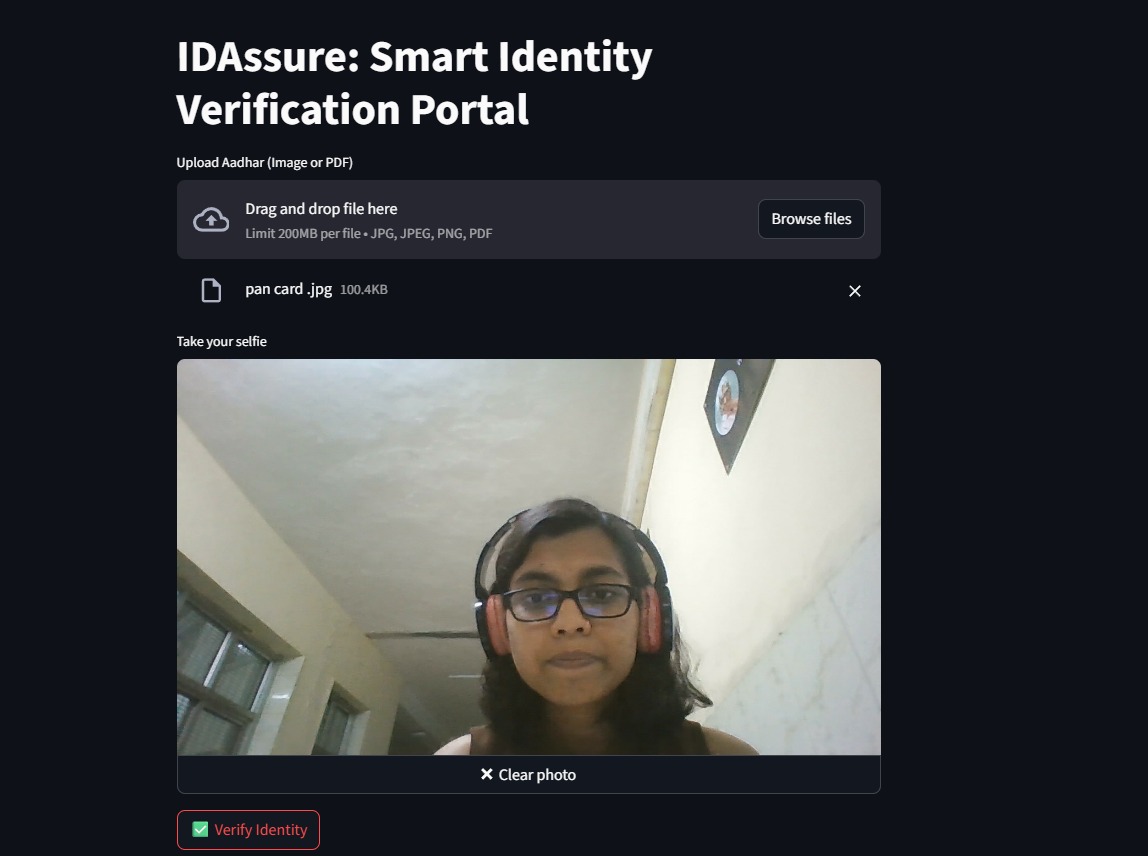 IDAssure: Smart Identity
Verification Portal
Upload Aadhar (Image or PDF)
Drag and drop file here
Limit 200MB per file • JPG, JPEG, PNG, PDF
Browse files
pan card .jpg 100.4KB
Take your selfie
Clear photo
Verify Identity